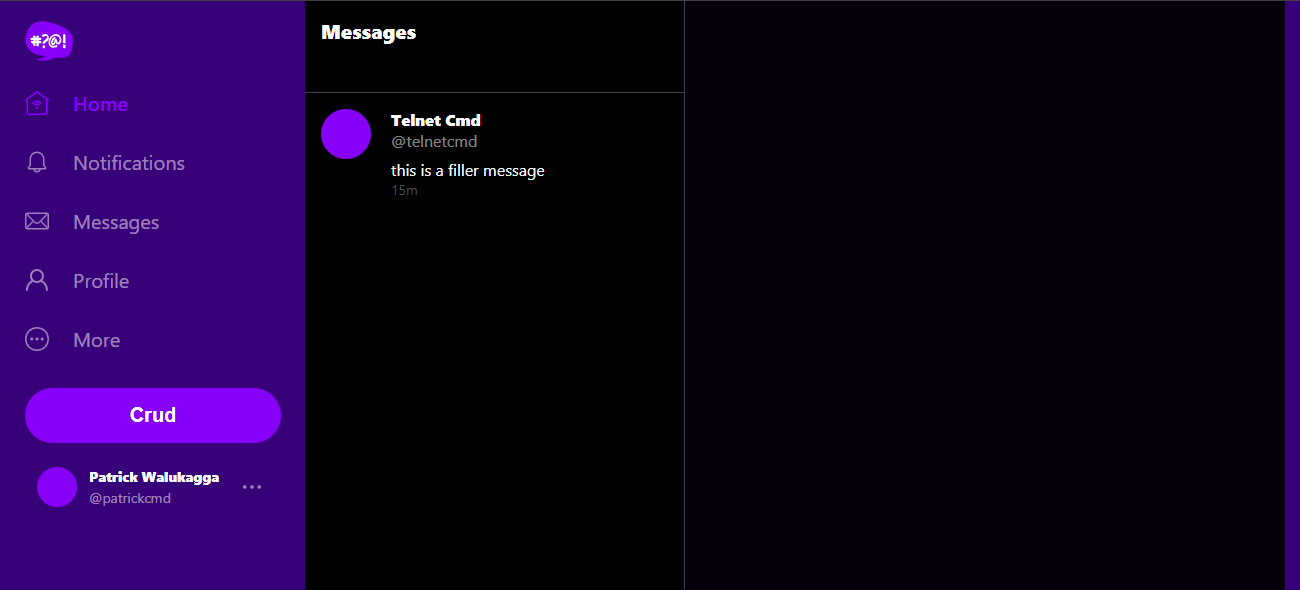 #?@!
Home
Notifications
Messages
Profile
More
Crud
Patrick Walukagga
@patrickcmd
Messages
Telnet Cmd
@telnetcmd
this is a filler message
15m